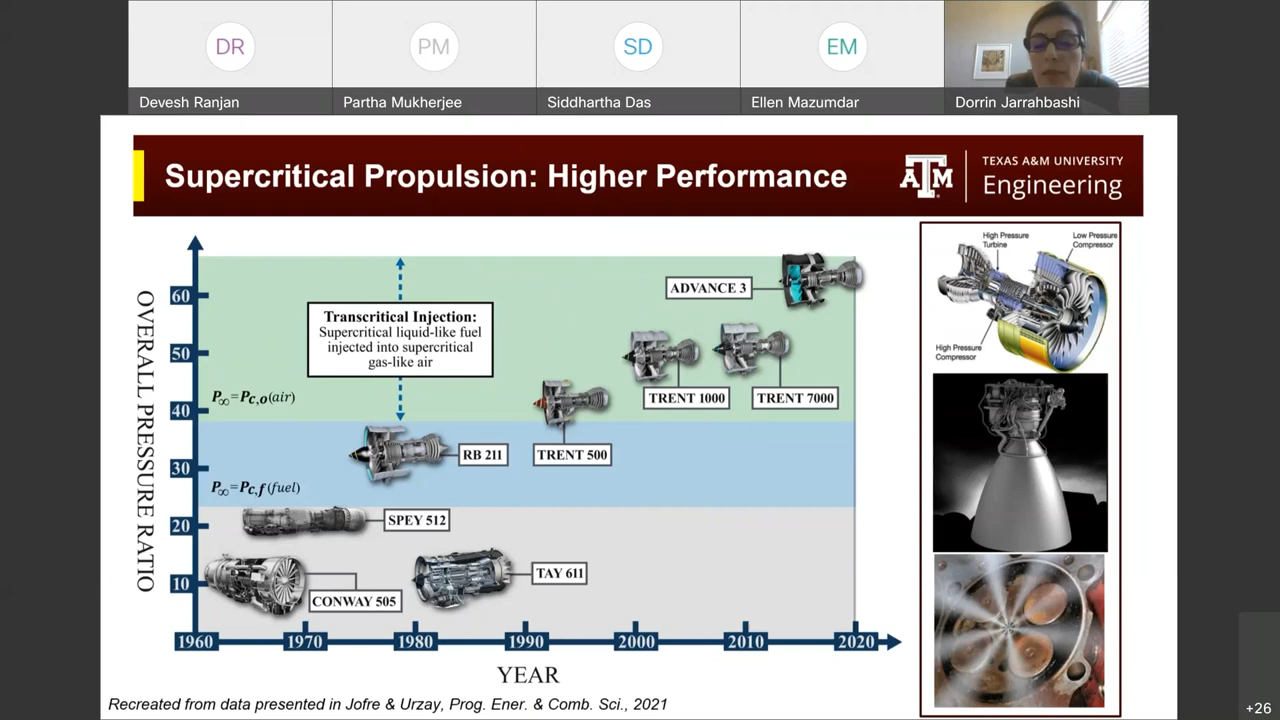 DR
PM
SD
EM
Devesh Ranjan
Partha Mukherjee
Siddhartha Das
Ellen Mazumdar
Dorrin Jarrahbashi
Supercritical Propulsion: Higher Performance
ATM
TEXAS A&M UNIVERSITY
Engineering
OVERALL PRESSURE RATIO
60
50
40
30
20
10
Transcritical Injection:
Supercritical liquid-like fuel
injected into supercritical
gas-like air
P∞=Pc,o(air)
P∞=Pc,f(fuel)
ADVANCE 3
TRENT 1000
TRENT 7000
RB 211
TRENT 500
SPEY 512
TAY 611
CONWAY 505
1960
1970
1980
1990
2000
2010
2020
YEAR
High Pressure
Turbine
Low Pressure
Compressor
High Pressure
Compressor
Recreated from data presented in Jofre & Urzay, Prog. Ener. & Comb. Sci., 2021
+26